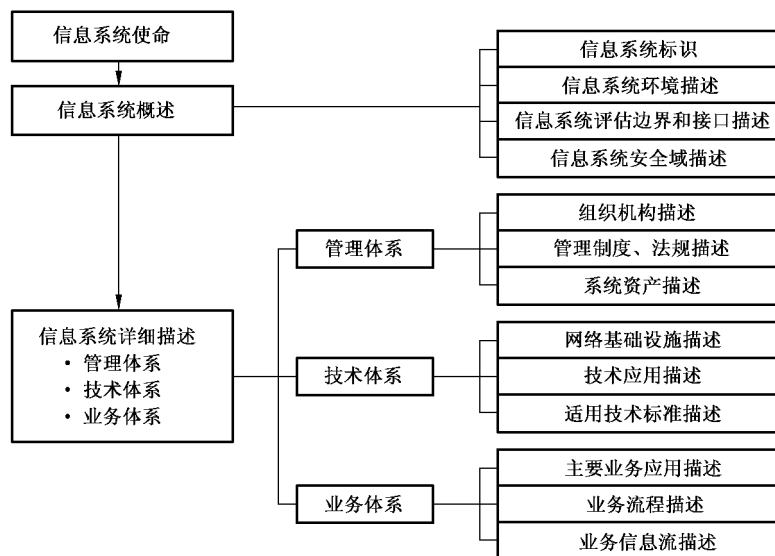 信息系统使命
信息系统概述
信息系统标识
信息系统环境描述
信息系统评估边界和接口描述
信息系统安全域描述
信息系统详细描述
· 管理体系
· 技术体系
· 业务体系
管理体系
组织机构描述
管理制度、法规描述
系统资产描述
技术体系
网络基础设施描述
技术应用描述
适用技术标准描述
业务体系
主要业务应用描述
业务流程描述
业务信息流描述